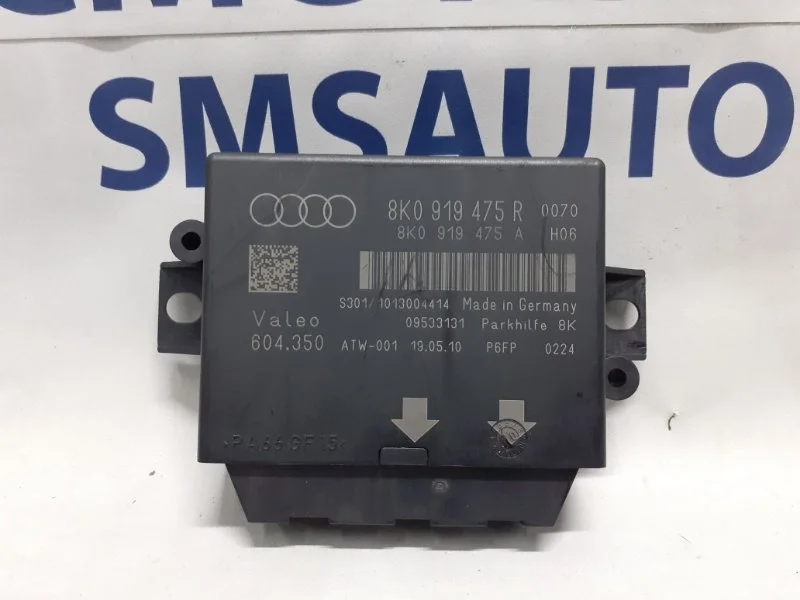 SMSAUTO
8K0 919 475 R 0070
8K0 919 475 A H06
S301/1013004414 Made in Germany
Valeo 09533131 Parkhilfe 8K
604.350 ATW-001 19.05.10 P6FP 0224
>PA66GF15<